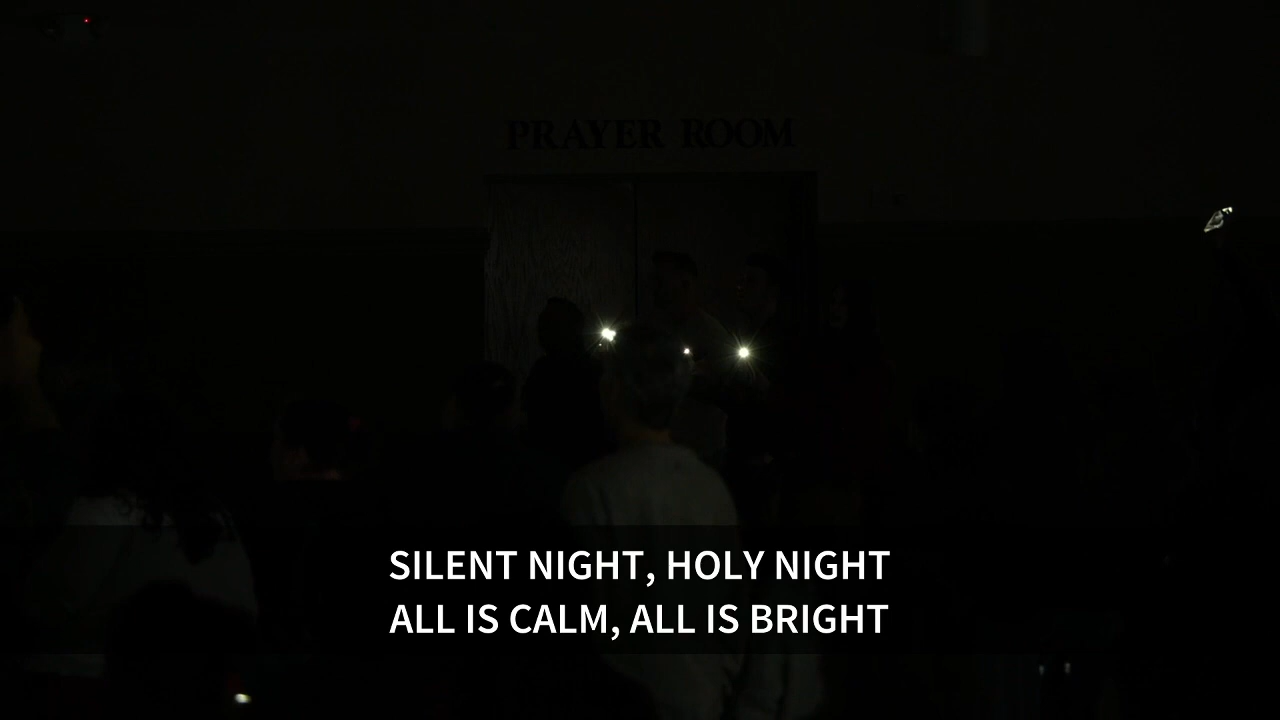 PRAYER ROOM
SILENT NIGHT, HOLY NIGHT
ALL IS CALM, ALL IS BRIGHT